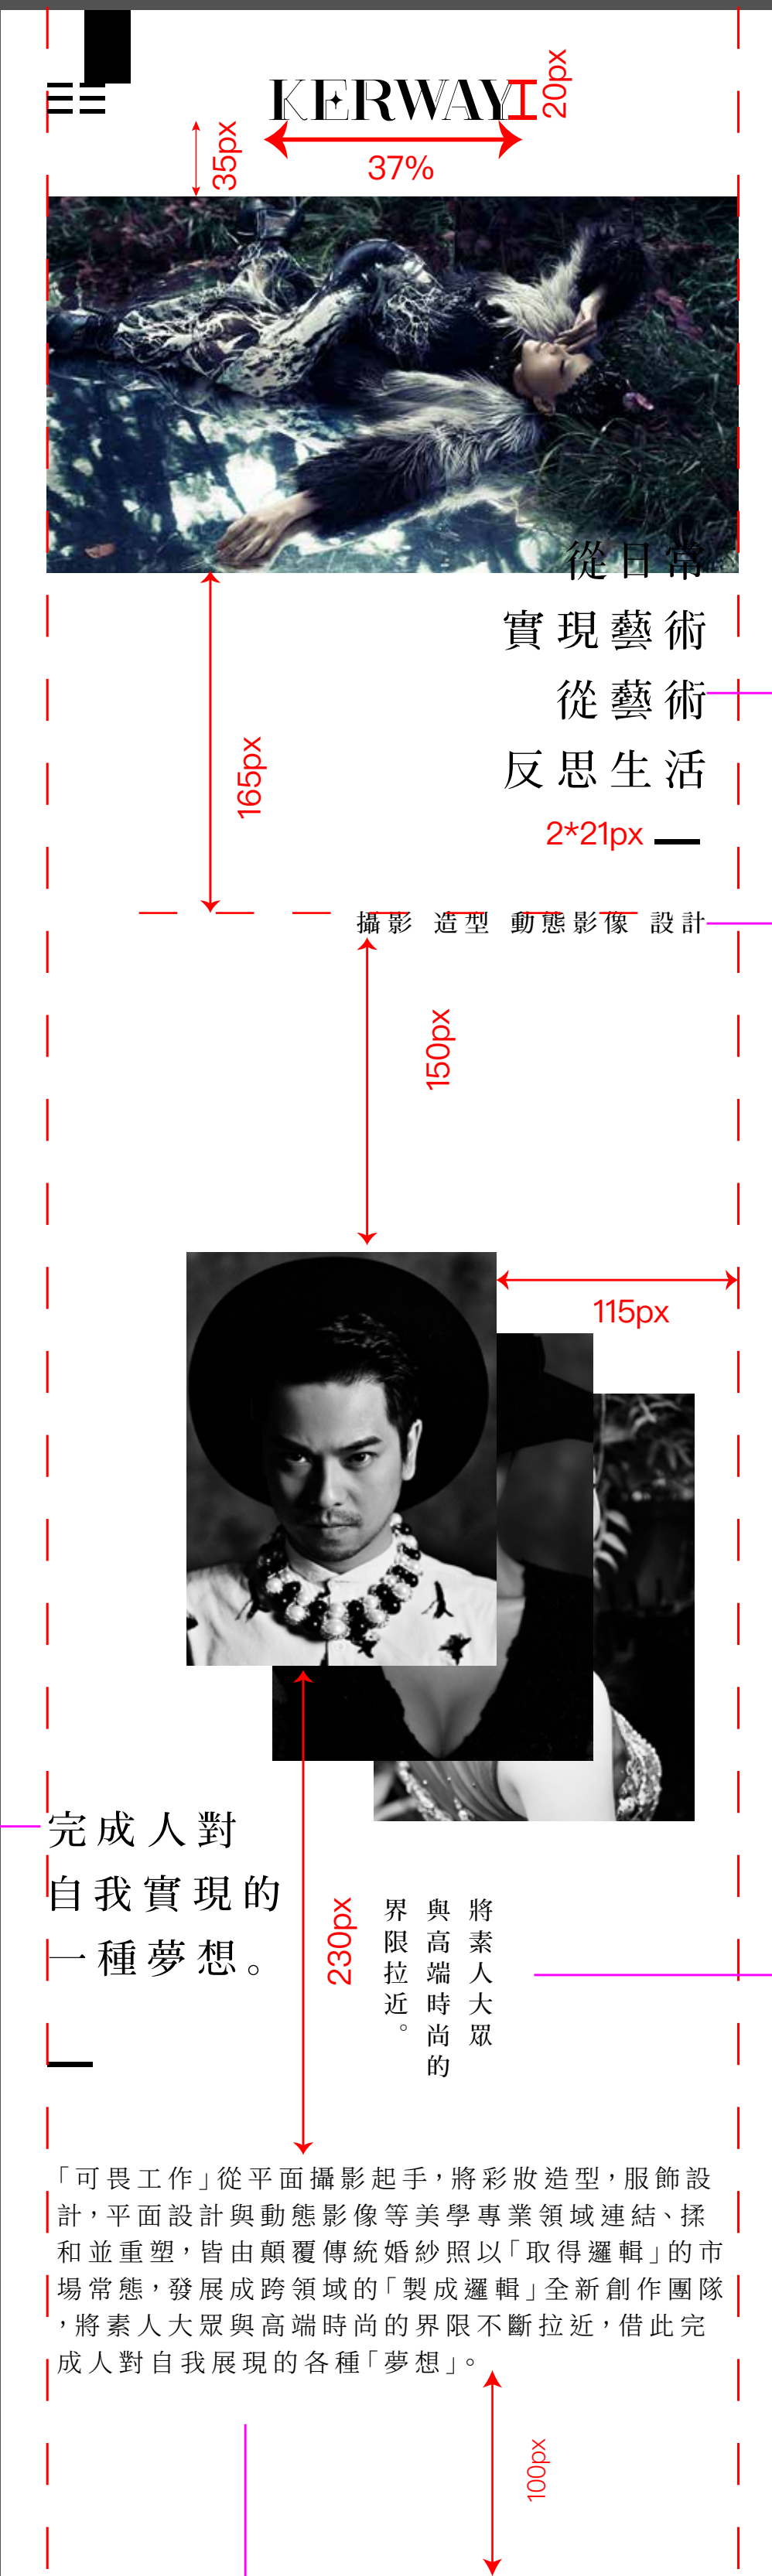 KERWAY
20px
35px
37%
從日常
實現藝術
從藝術
反思生活
2*21px
165px
攝影 造型 動態影像 設計
150px
115px
完成人對
自我實現的
一種夢想。
230px
將素人大眾
與高端時尚的
界限拉近。
「可畏工作」從平面攝影起手，將彩妝造型，服飾設
計，平面設計與動態影像等美學專業領域連結、揉
和並重塑，皆由顛覆傳統婚紗照以「取得邏輯」的市
場常態，發展成跨領域的「製成邏輯」全新創作團隊
，將素人大眾與高端時尚的界限不斷拉近，借此完
成人對自我展現的各種「夢想」。
100px